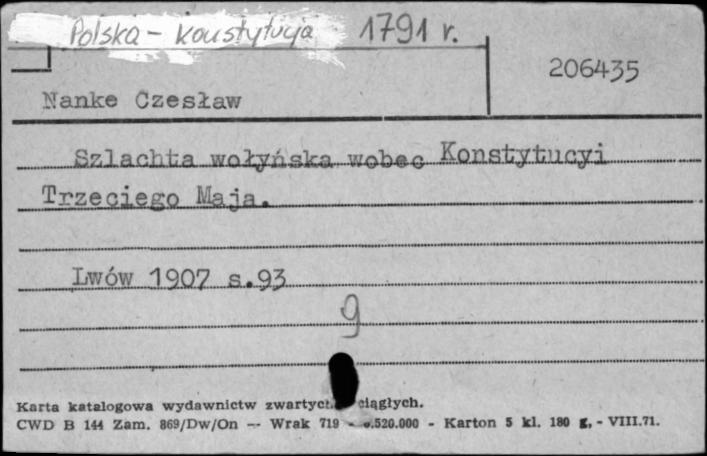 Polska - konstytucja 1791 r.
206435
Nanke Czesław
Szlachta wołyńska wobec Konstytucyi
Trzeciego Maja.
Lwów 1907 s.93
9
Karta katalogowa wydawnictw zwartych ciągłych.
CWD B 144 Zam. 869/Dw/On — Wrak 719 - .520.000 - Karton 5 kl. 180 g. - VIII.71.